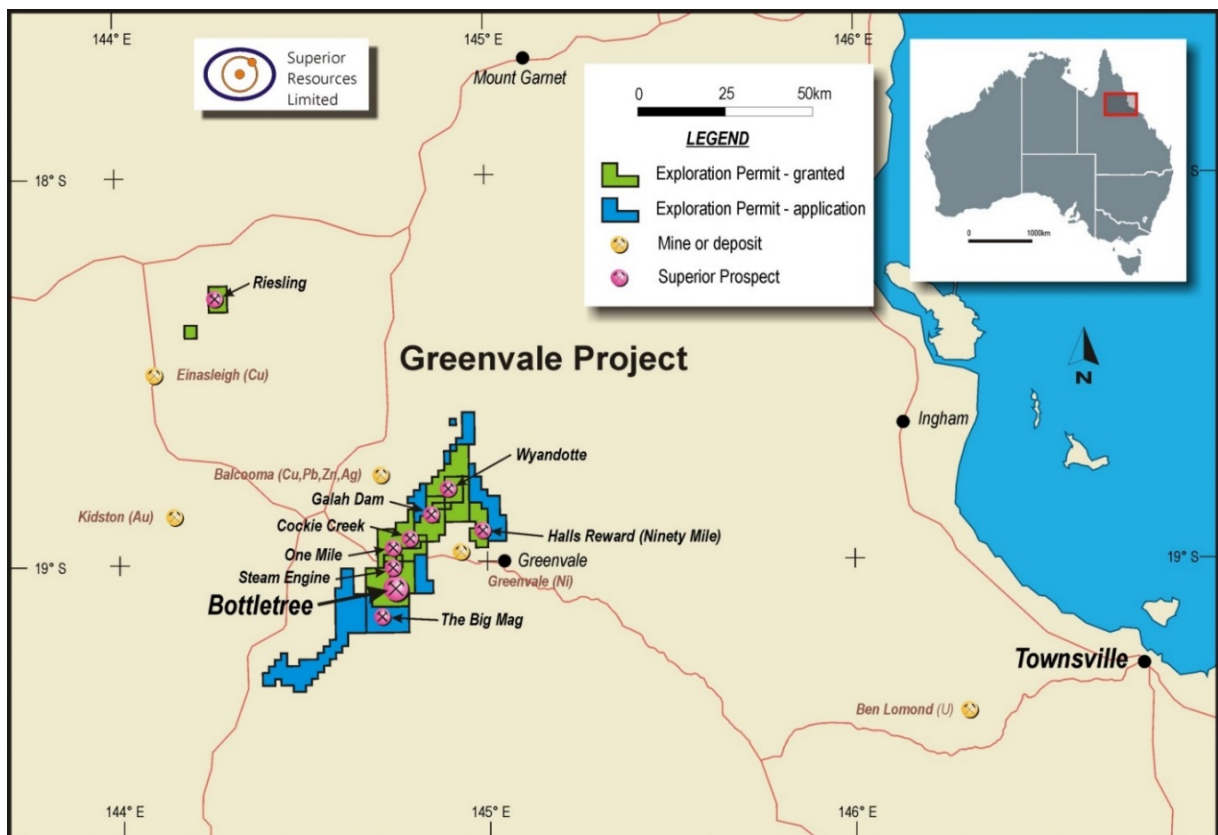 144° E
145° E
146° E
Superior
Resources
Limited
Mount Garnet
0 25 50km
LEGEND
Exploration Permit - granted
Exploration Permit - application
Mine or deposit
Superior Prospect
0 1000km
18° S
S
Riesling
Einasleigh (Cu)
Greenvale Project
N
Ingham
Wyandotte
Balcooma (Cu,Pb,Zn,Ag)
Galah Dam
Kidston (Au)
Cockie Creek
Halls Reward (Ninety Mile)
One Mile
Greenvale
19° S
19° S
Steam Engine
Greenvale (Ni)
Bottletree
The Big Mag
Townsville
Ben Lomond (U)
144° E
145° E
146° E